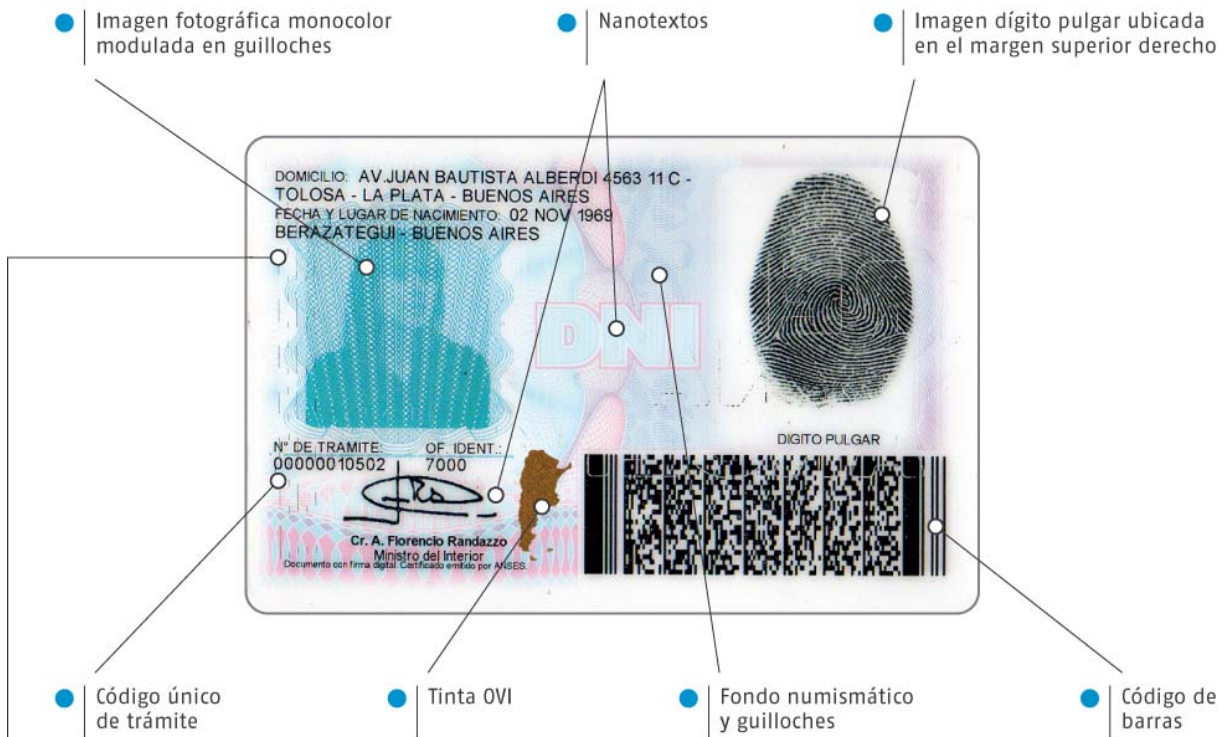 Imagen fotográfica monocolor
modulada en guilloches
Nanotextos
Imagen dígito pulgar ubicada
en el margen superior derecho
DOMICILIO: AV.JUAN BAUTISTA ALBERDI 4563 11 C -
TOLOSA - LA PLATA - BUENOS AIRES
FECHA Y LUGAR DE NACIMIENTO: 02 NOV 1969
BERAZATEGUI - BUENOS AIRES
DNI
DIGITO PULGAR
N° DE TRAMITE: OF. IDENT.:
00000010502 7000
Cr. A. Florencio Randazzo
Ministro del Interior
Documento con firma digital. Certificado emitido por ANSES.
Código único
de trámite
Tinta OVI
Fondo numismático
y guilloches
Código de
barras